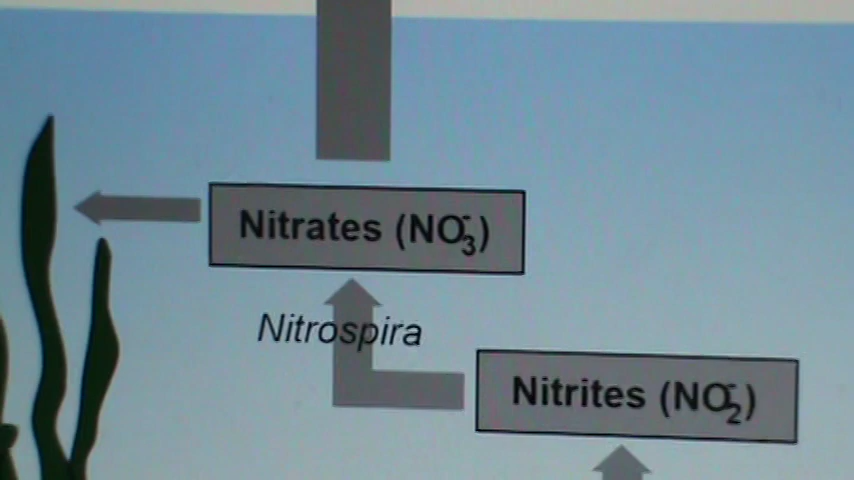 Nitrates (NO₃⁻)
Nitrospira
Nitrites (NO₂⁻)